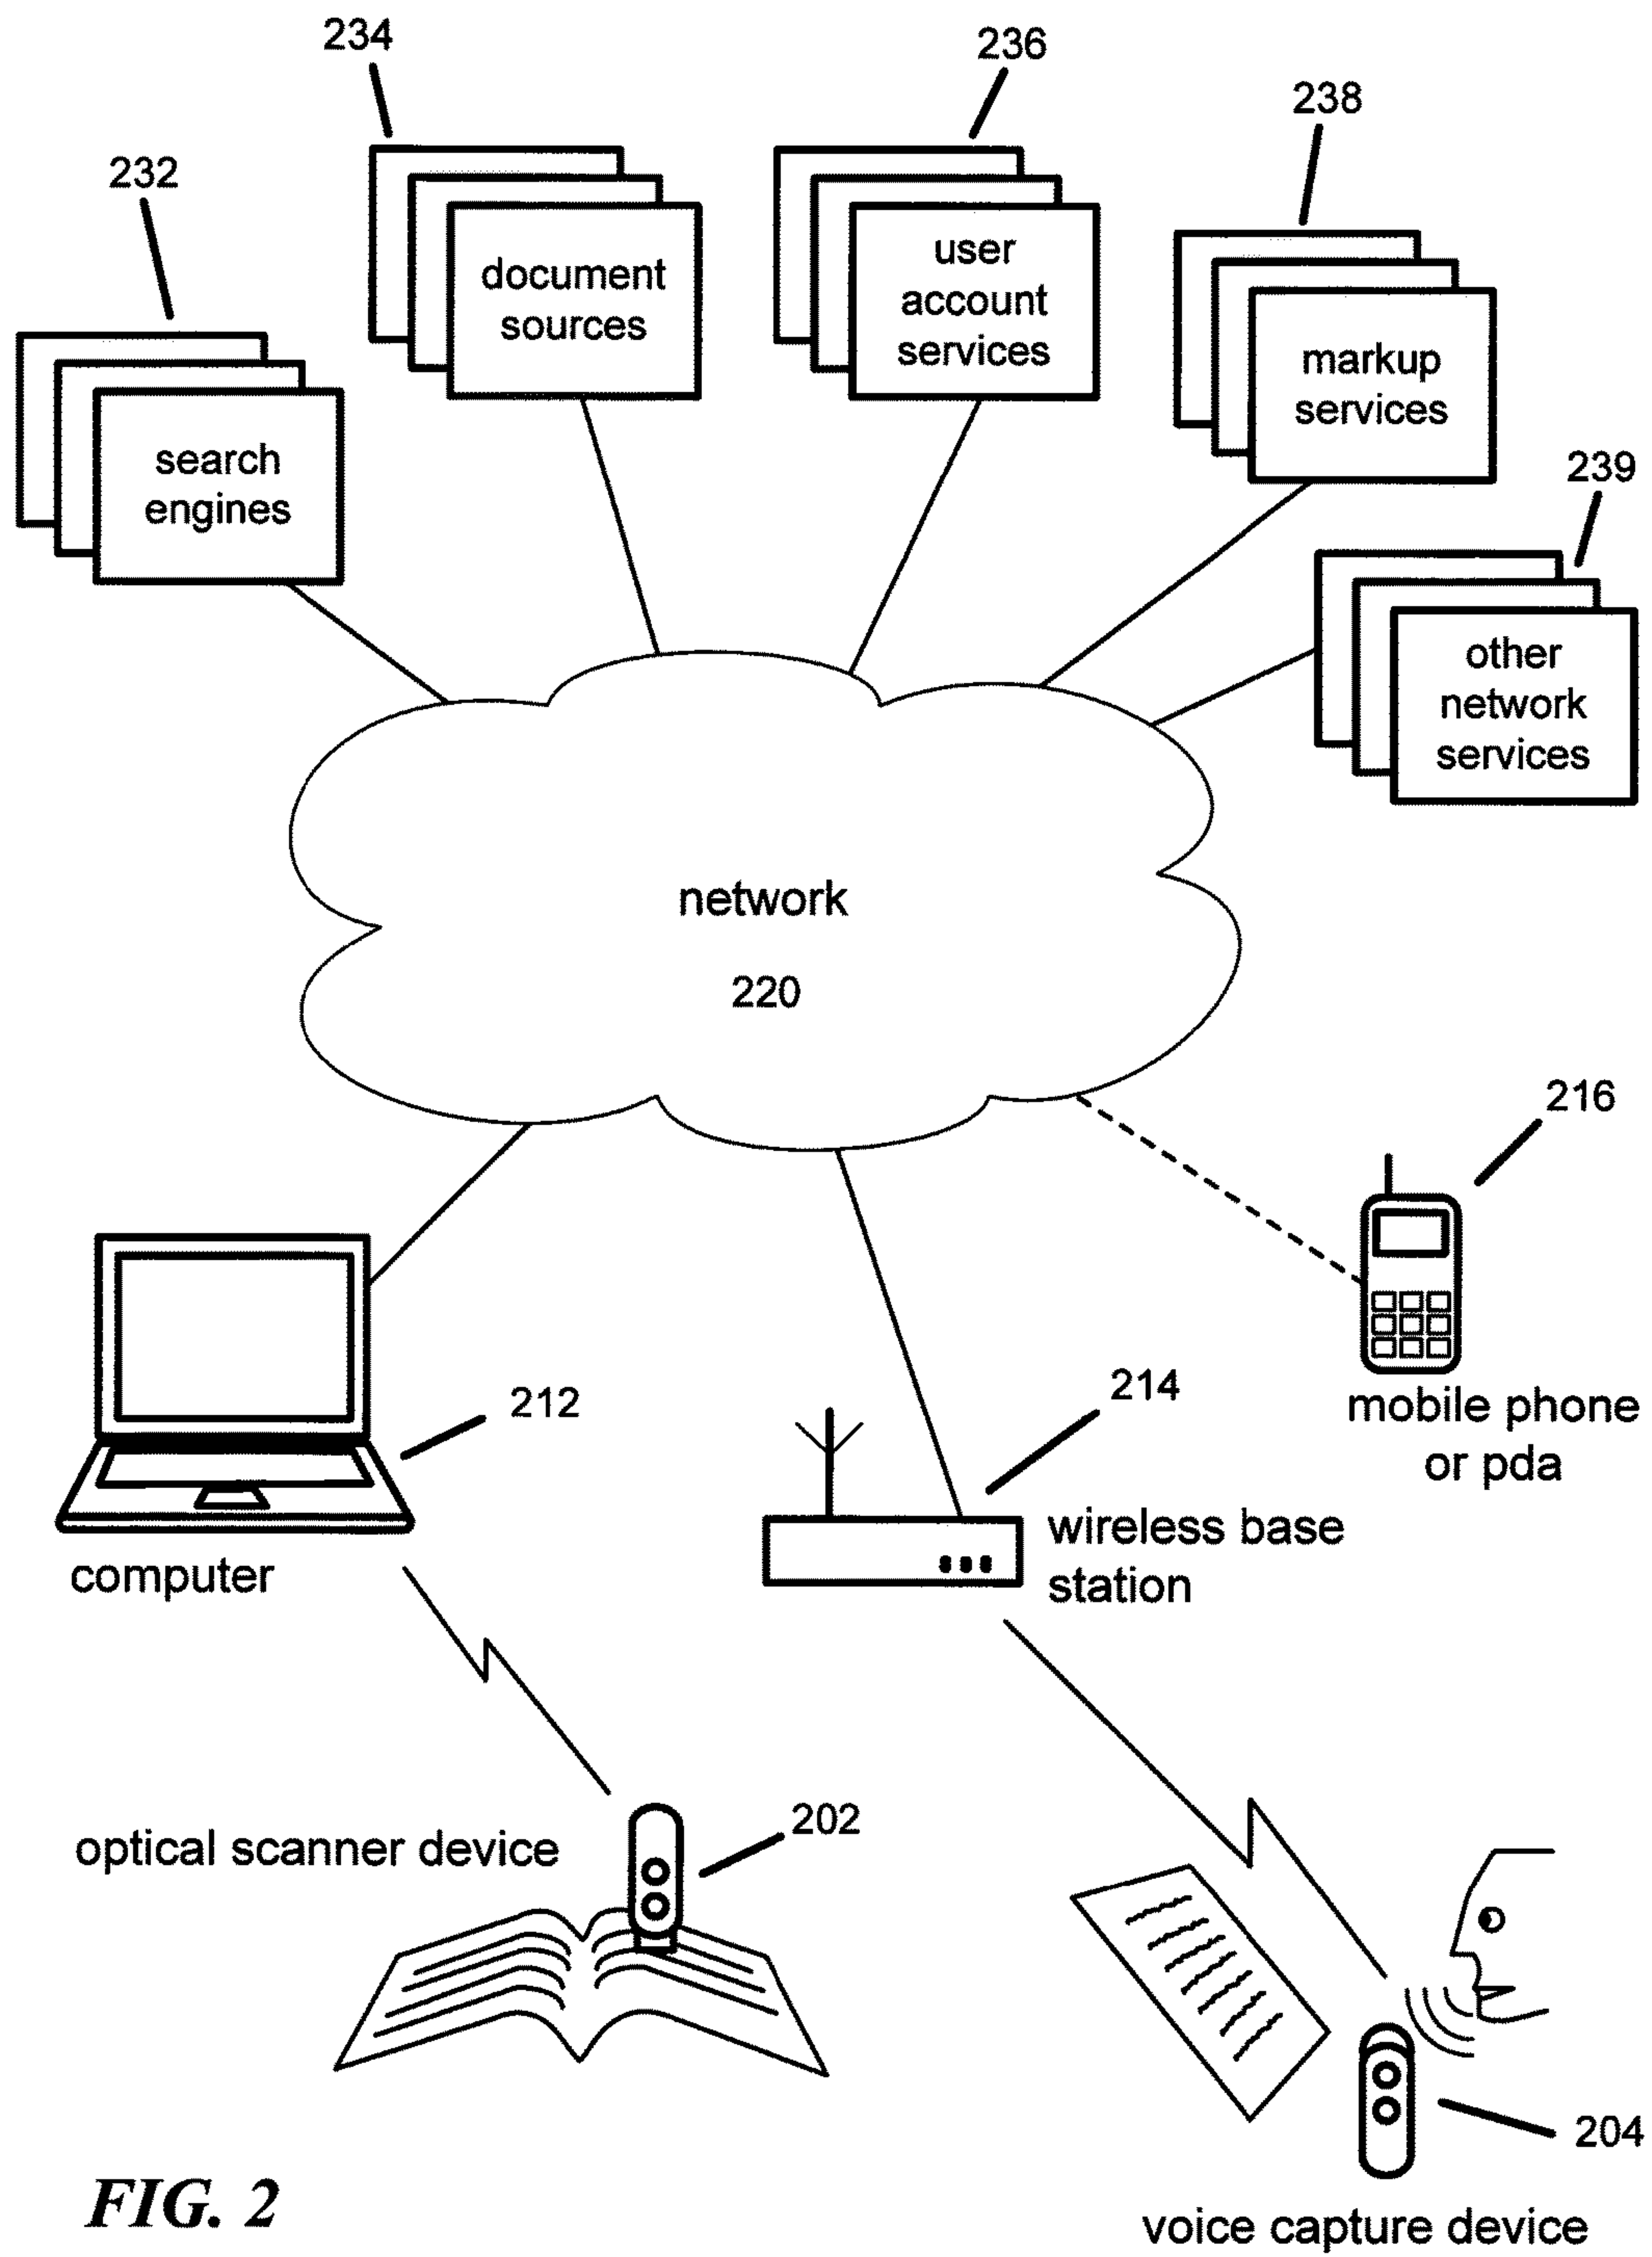 234
236
238
232
document
sources
user
account
services
markup
services
239
search
engines
other
network
services
network
220
216
212
214
mobile phone
or pda
wireless base
station
computer
202
optical scanner device
204
FIG. 2
voice capture device